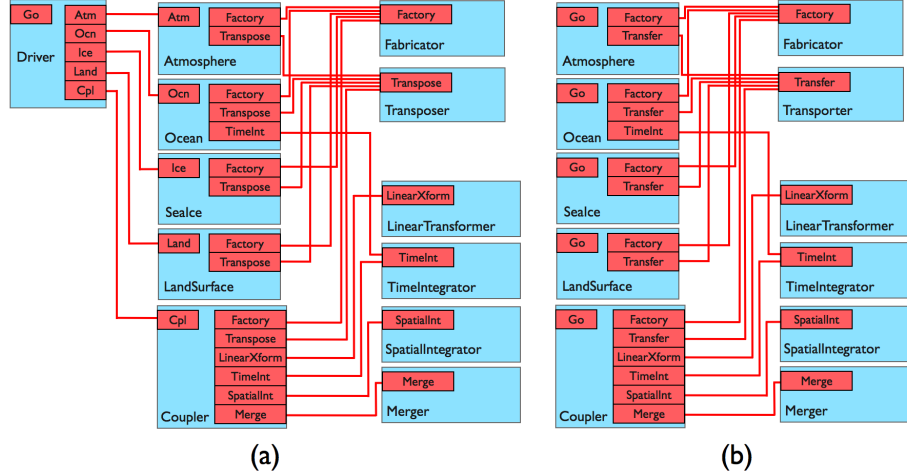 Go
Atm
Ocn
Ice
Land
Cpl
Driver
Atm
Factory
Transpose
Atmosphere
Ocn
Factory
Transpose
TimeInt
Ocean
Ice
Factory
Transpose
SeaIce
Land
Factory
Transpose
LandSurface
Cpl
Factory
Transpose
LinearXform
TimeInt
SpatialInt
Merge
Coupler
Factory
Fabricator
Transpose
Transposer
LinearXform
LinearTransformer
TimeInt
TimeIntegrator
SpatialInt
SpatialIntegrator
Merge
Merger
(a)
Go
Factory
Transfer
Atmosphere
Go
Factory
Transfer
TimeInt
Ocean
Go
Factory
Transfer
SeaIce
Go
Factory
Transfer
LandSurface
Go
Factory
Transfer
LinearXform
TimeInt
SpatialInt
Merge
Coupler
Factory
Fabricator
Transfer
Transporter
LinearXform
LinearTransformer
TimeInt
TimeIntegrator
SpatialInt
SpatialIntegrator
Merge
Merger
(b)